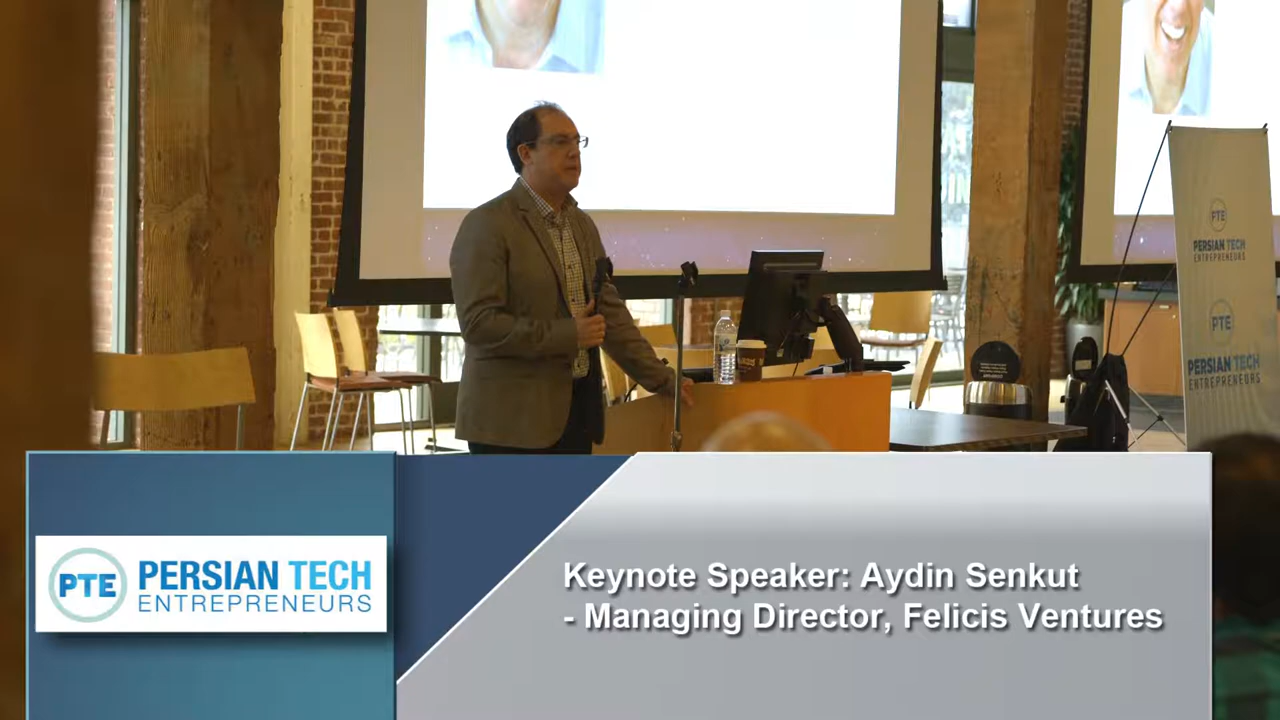 PTE
PERSIAN TECH
ENTREPRENEURS
PTE
PERSIAN TECH
ENTREPRENEURS
PTE
PERSIAN TECH
ENTREPRENEURS
Keynote Speaker: Aydin Senkut
- Managing Director, Felicis Ventures